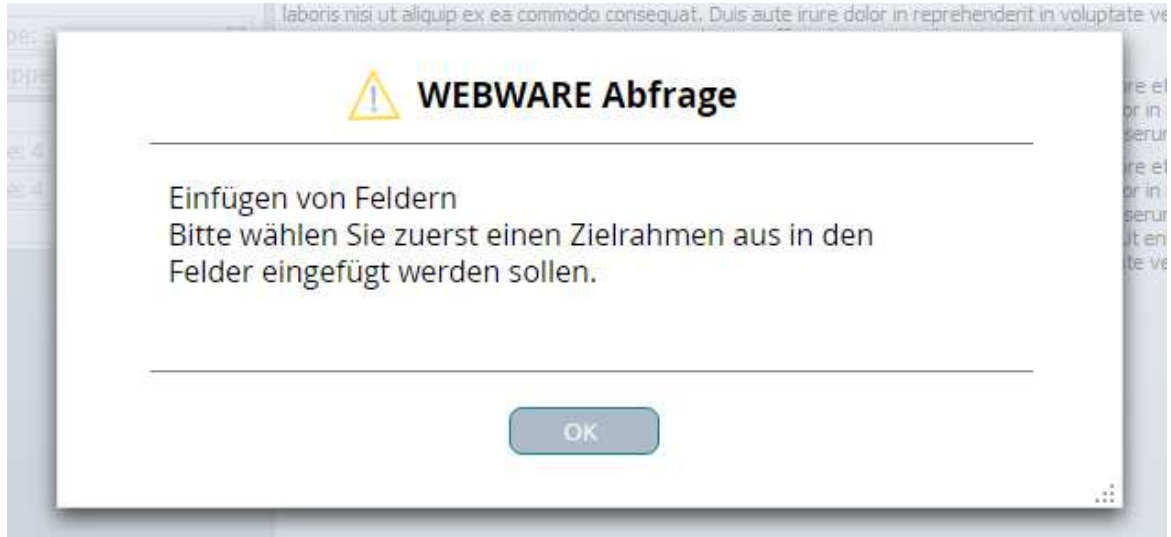 laboris nisi ut aliquip ex ea commodo consequat. Duis aute irure dolor in reprehenderit in voluptate ve
WEBWARE Abfrage
Einfügen von Feldern
Bitte wählen Sie zuerst einen Zielrahmen aus in den
Felder eingefügt werden sollen.
OK